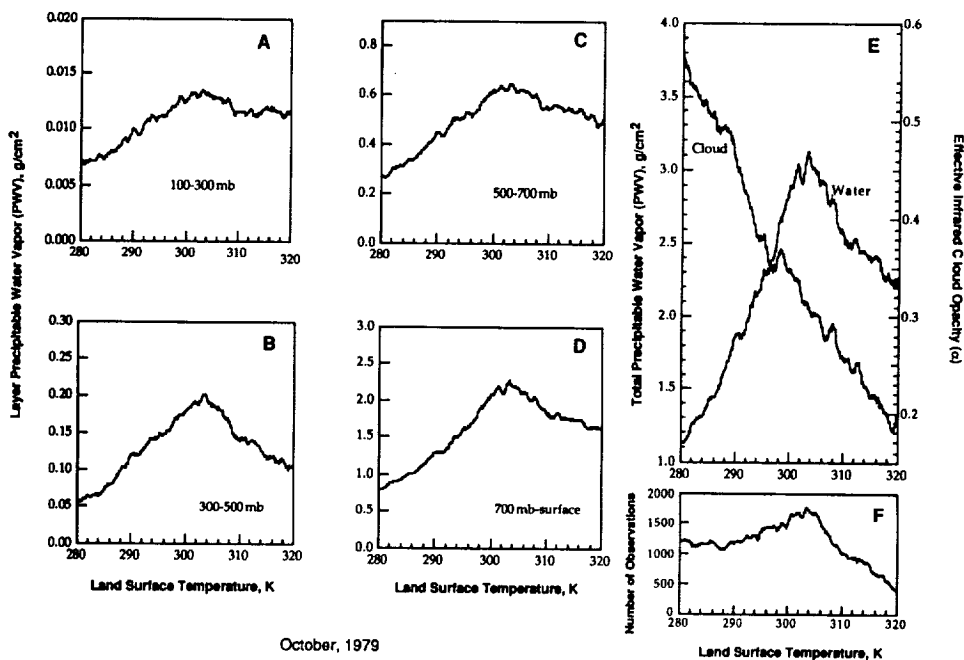 Layer Precipitable Water Vapor (PWV), g/cm²
A
0.020
0.015
0.010
0.005
0.000
100-300 mb
280 290 300 310 320
B
0.30
0.25
0.20
0.15
0.10
0.05
0.00
300-500 mb
280 290 300 310 320
Land Surface Temperature, K
C
0.8
0.6
0.4
0.2
0.0
500-700 mb
280 290 300 310 320
D
3.0
2.5
2.0
1.5
1.0
0.5
0.0
700 mb-surface
280 290 300 310 320
Land Surface Temperature, K
Total Precipitable Water Vapor (PWV), g/cm²
E
4.0
3.5
3.0
2.5
2.0
1.5
1.0
Cloud
Water
0.6
0.5
0.4
0.3
0.2
Effective Infrared C loud Opacity (α)
280 290 300 310 320
Number of Observations
F
2000
1500
1000
500
0
280 290 300 310 320
Land Surface Temperature, K
October, 1979